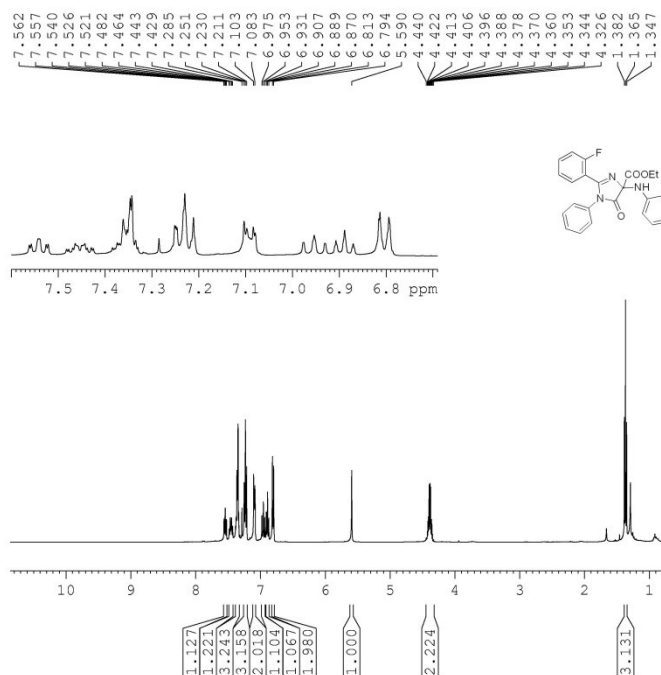 7.562 7.557 7.540 7.526 7.521 7.482 7.464 7.443 7.429 7.285 7.251 7.230 7.211 7.103 7.083 6.975 6.953 6.931 6.907 6.889 6.870 6.813 6.794 5.590 4.440 4.422 4.413 4.406 4.396 4.388 4.378 4.370 4.360 4.353 4.344 4.326 1.382 1.365 1.347
F
N COOEt
NH
N
O
7.5 7.4 7.3 7.2 7.1 7.0 6.9 6.8 ppm
10 9 8 7 6 5 4 3 2 1
1.127 1.221 3.243 3.158 2.018 1.104 1.067 1.980 1.000 2.224 3.131